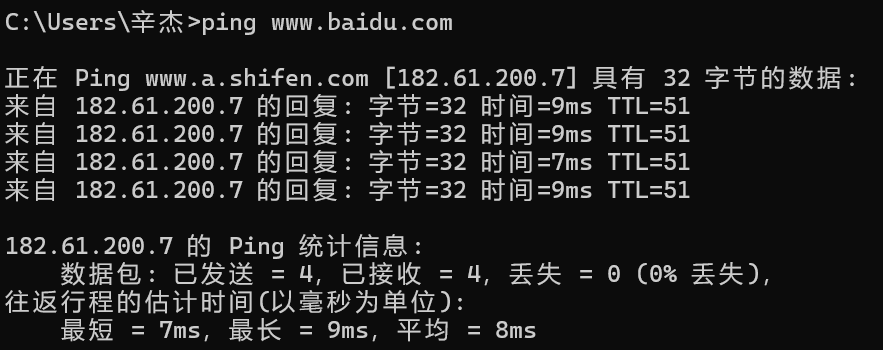 C:\Users\辛杰>ping www.baidu.com
正在 Ping www.a.shifen.com [182.61.200.7] 具有 32 字节的数据:
来自 182.61.200.7 的回复: 字节=32 时间=9ms TTL=51
来自 182.61.200.7 的回复: 字节=32 时间=9ms TTL=51
来自 182.61.200.7 的回复: 字节=32 时间=7ms TTL=51
来自 182.61.200.7 的回复: 字节=32 时间=9ms TTL=51
182.61.200.7 的 Ping 统计信息:
数据包: 已发送 = 4，已接收 = 4，丢失 = 0 (0% 丢失)，
往返行程的估计时间(以毫秒为单位):
最短 = 7ms，最长 = 9ms，平均 = 8ms